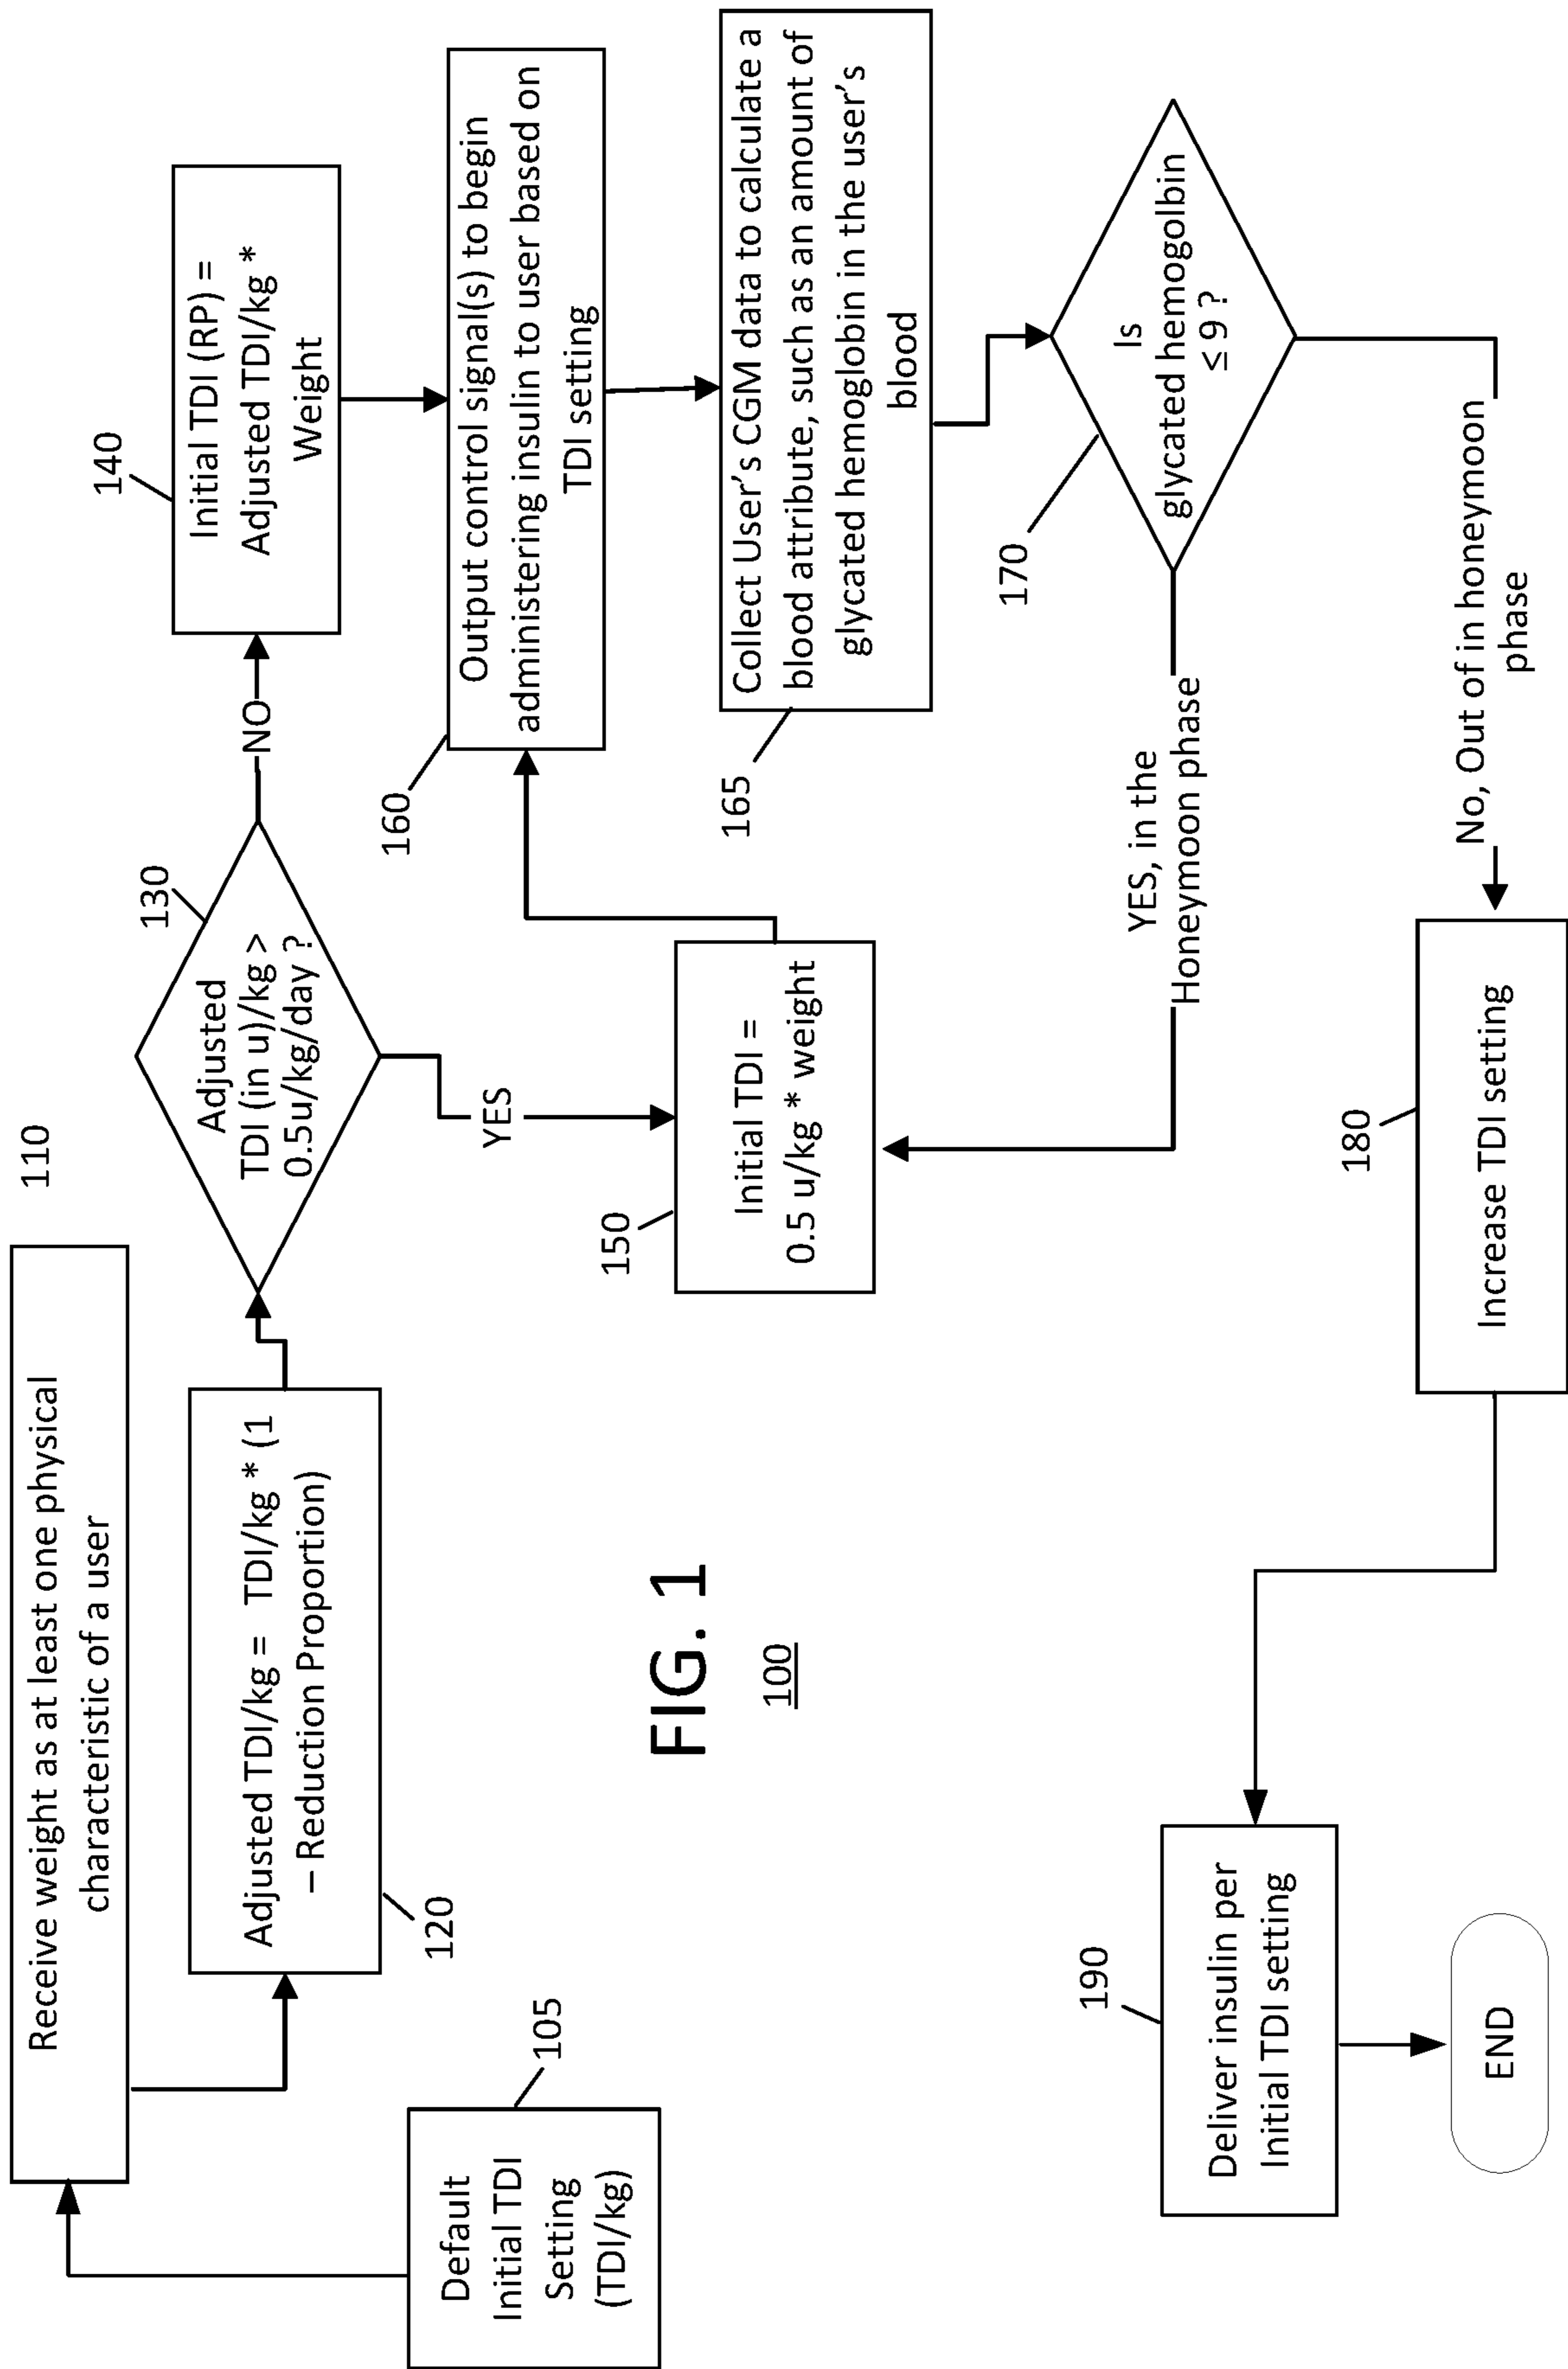 110
Receive weight as at least one physical
characteristic of a user
Default
Initial TDI
Setting
(TDI/kg)
105
Adjusted TDI/kg = TDI/kg * (1
– Reduction Proportion)
120
130
Adjusted
TDI (in u)/kg >
0.5u/kg/day ?
NO
YES
140
Initial TDI (RP) =
Adjusted TDI/kg *
Weight
150
Initial TDI =
0.5 u/kg * weight
160
Output control signal(s) to begin
administering insulin to user based on
TDI setting
165
Collect User's CGM data to calculate a
blood attribute, such as an amount of
glycated hemoglobin in the user's
blood
170
Is
glycated hemogolbin
≤ 9 ?
YES, in the
Honeymoon phase
No, Out of in honeymoon
phase
180
Increase TDI setting
190
Deliver insulin per
Initial TDI setting
END
FIG. 1
100